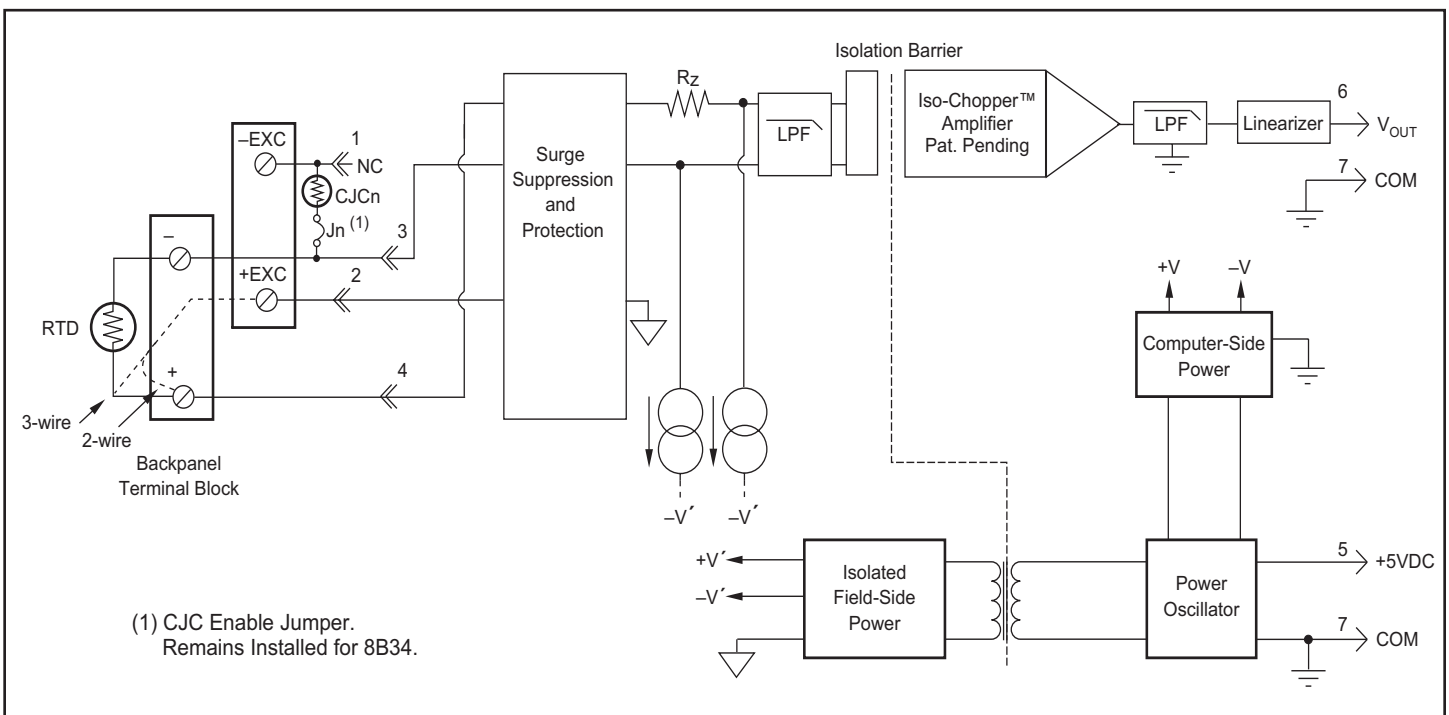 Isolation Barrier
Rz
–EXC
1
NC
CJCn
Jn (1)
3
–
+EXC
2
RTD
+
4
3-wire
2-wire
Backpanel
Terminal Block
Surge
Suppression
and
Protection
LPF
Iso-Chopper™
Amplifier
Pat. Pending
LPF
Linearizer
6
VOUT
7
COM
–V´
–V´
+V
–V
Computer-Side
Power
+V´
–V´
Isolated
Field-Side
Power
Power
Oscillator
5
+5VDC
7
COM
(1) CJC Enable Jumper.
Remains Installed for 8B34.